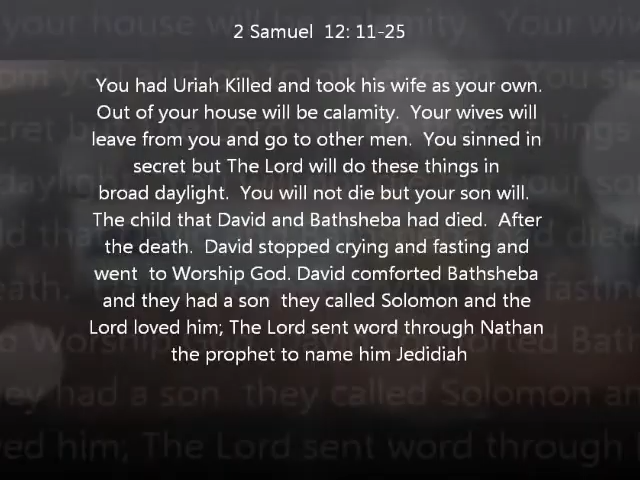 2 Samuel 12: 11-25
You had Uriah Killed and took his wife as your own.
Out of your house will be calamity. Your wives will
leave from you and go to other men. You sinned in
secret but The Lord will do these things in
broad daylight. You will not die but your son will.
The child that David and Bathsheba had died. After
the death. David stopped crying and fasting and
went to Worship God. David comforted Bathsheba
and they had a son they called Solomon and the
Lord loved him; The Lord sent word through Nathan
the prophet to name him Jedidiah